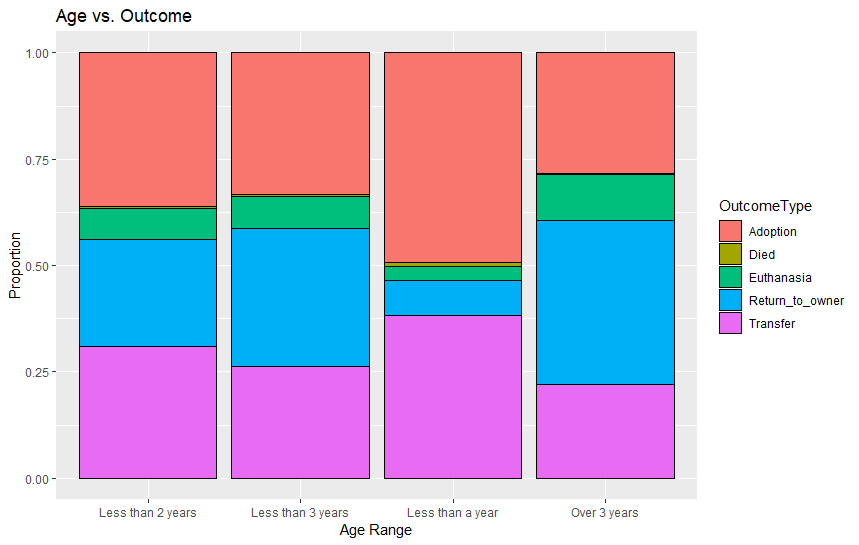 Age vs. Outcome
1.00
0.75
0.50
0.25
0.00
Proportion
Less than 2 years
Less than 3 years
Less than a year
Over 3 years
Age Range
OutcomeType
Adoption
Died
Euthanasia
Return_to_owner
Transfer